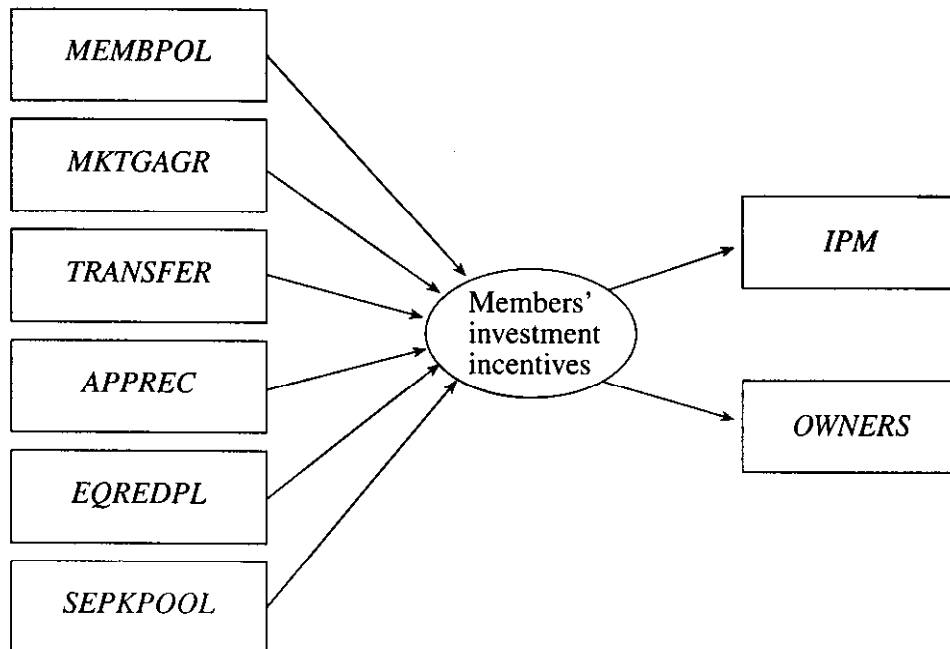 MEMBPOL
MKTGAGR
TRANSFER
APPREC
EQREDPL
SEPKPOOL
Members'
investment
incentives
IPM
OWNERS